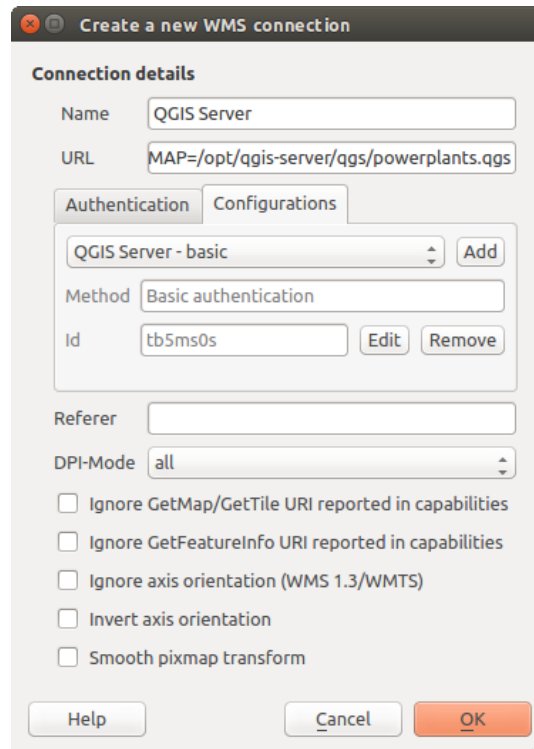 Create a new WMS connection
Connection details
Name QGIS Server
URL MAP=/opt/qgis-server/qgs/powerplants.qgs
Authentication Configurations
QGIS Server - basic Add
Method Basic authentication
Id tb5ms0s Edit Remove
Referer
DPI-Mode all
Ignore GetMap/GetTile URI reported in capabilities
Ignore GetFeatureInfo URI reported in capabilities
Ignore axis orientation (WMS 1.3/WMTS)
Invert axis orientation
Smooth pixmap transform
Help Cancel OK